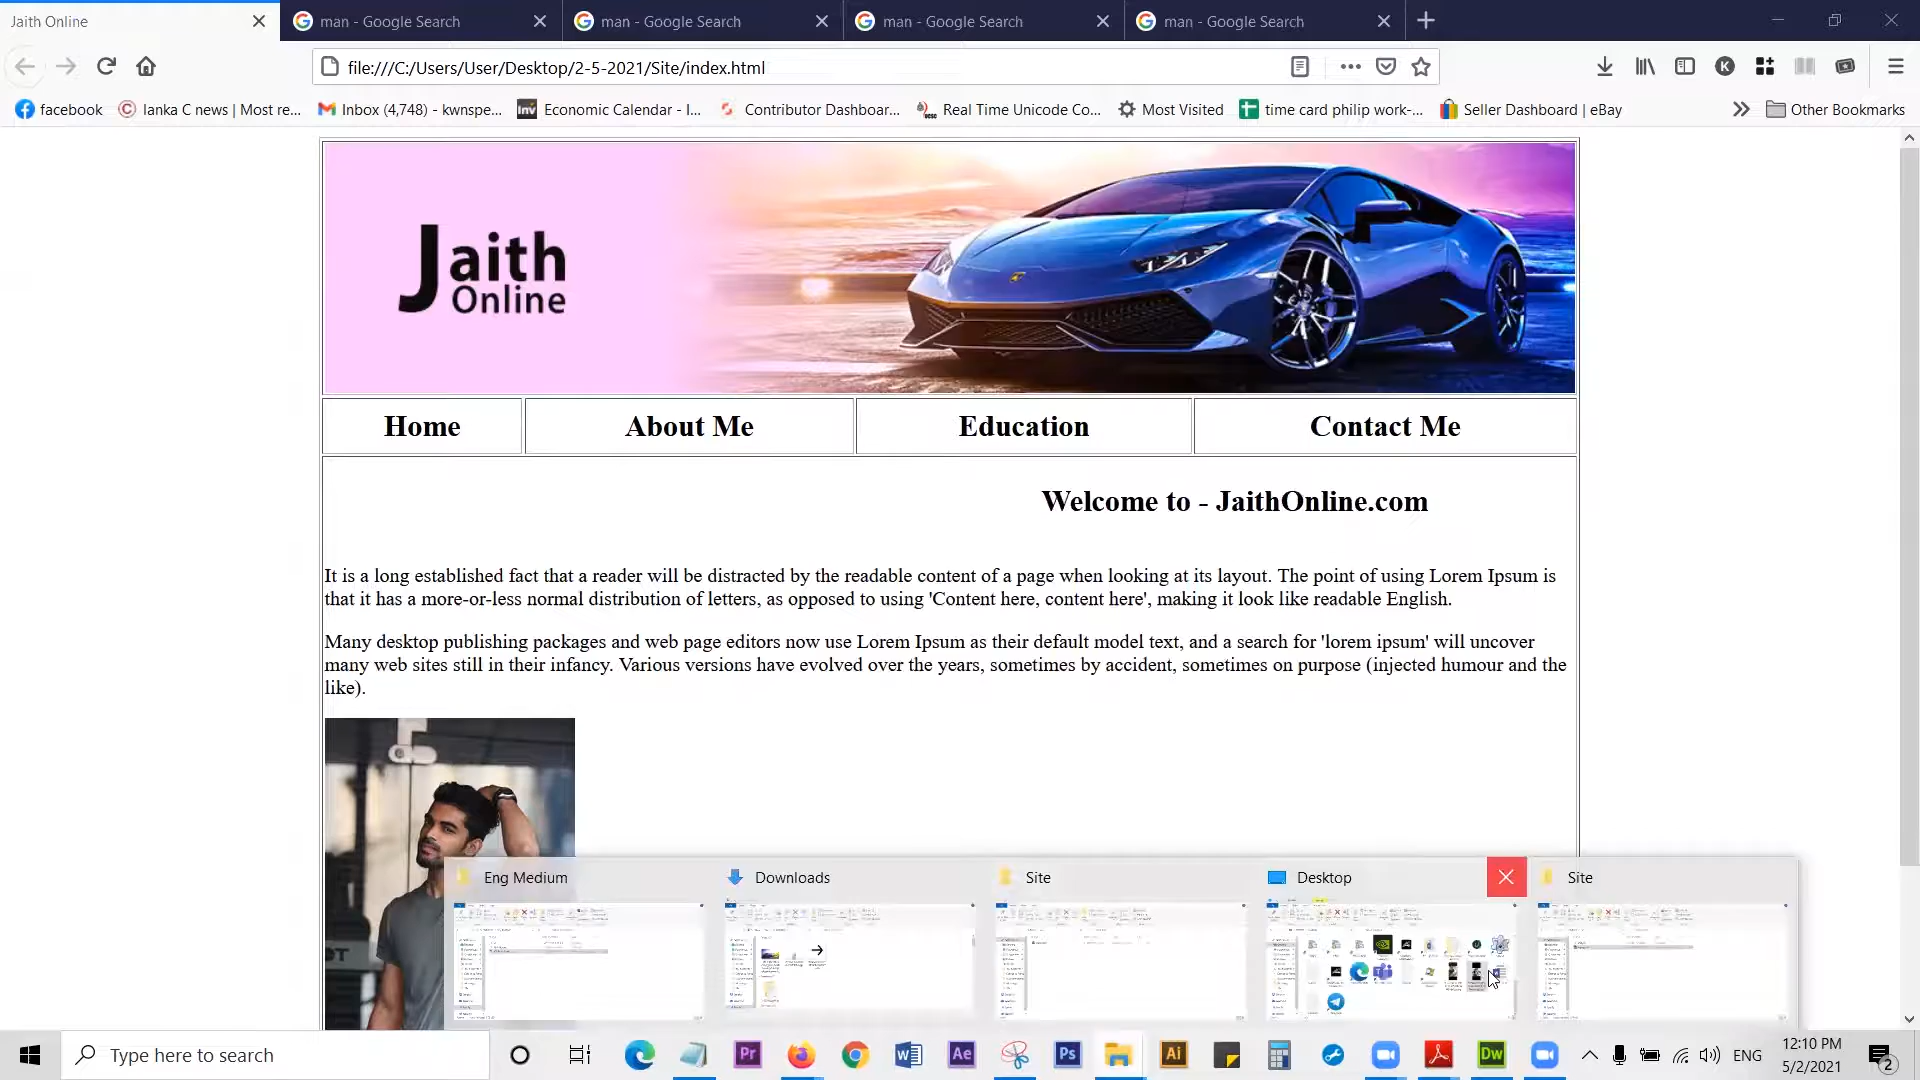 Jaith Online
man - Google Search
man - Google Search
man - Google Search
man - Google Search
file:///C:/Users/User/Desktop/2-5-2021/Site/index.html
facebook
lanka C news | Most re...
Inbox (4,748) - kwnspe...
Economic Calendar - I...
Contributor Dashboar...
Real Time Unicode Co...
Most Visited
time card philip work-...
Seller Dashboard | eBay
Other Bookmarks
Jaith
Online
Home
About Me
Education
Contact Me
Welcome to - JaithOnline.com
It is a long established fact that a reader will be distracted by the readable content of a page when looking at its layout. The point of using Lorem Ipsum is
that it has a more-or-less normal distribution of letters, as opposed to using 'Content here, content here', making it look like readable English.
Many desktop publishing packages and web page editors now use Lorem Ipsum as their default model text, and a search for 'lorem ipsum' will uncover
many web sites still in their infancy. Various versions have evolved over the years, sometimes by accident, sometimes on purpose (injected humour and the
like).
Eng Medium
Downloads
Site
Desktop
Site
Type here to search
ENG
12:10 PM
5/2/2021